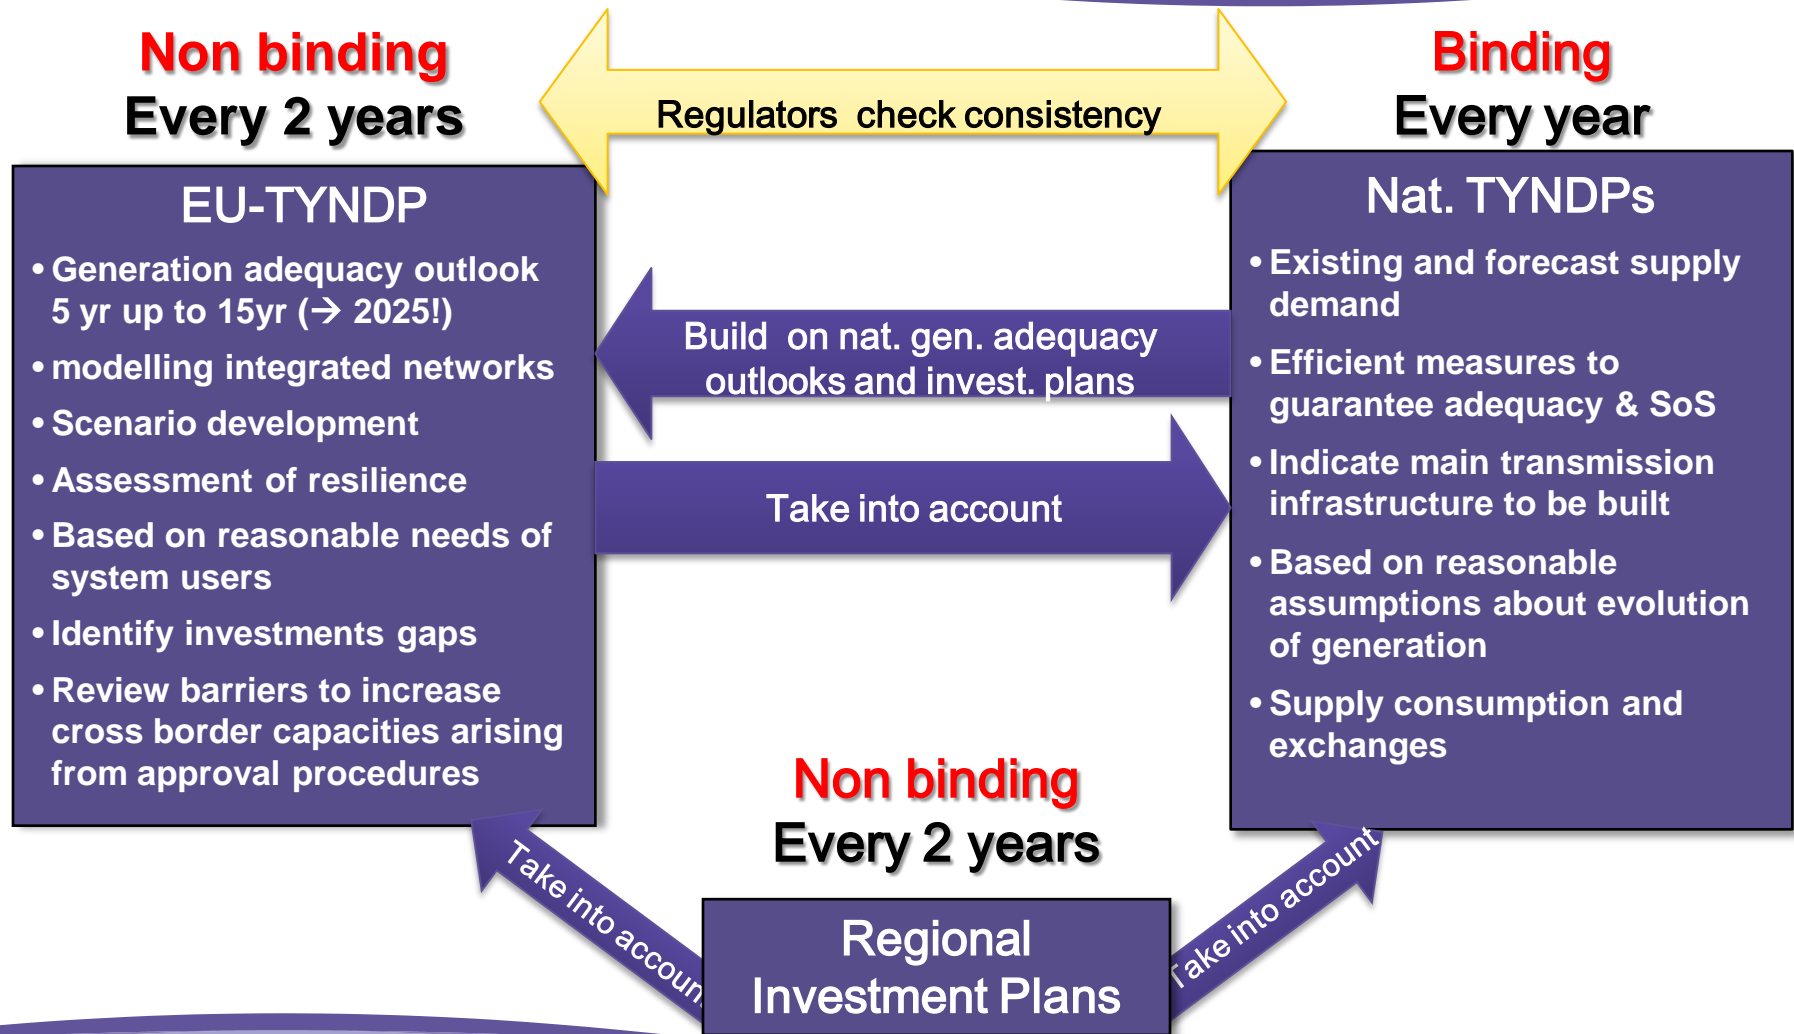 Non binding
Every 2 years
Regulators check consistency
Binding
Every year
EU-TYNDP
• Generation adequacy outlook
5 yr up to 15yr (→ 2025!)
• modelling integrated networks
• Scenario development
• Assessment of resilience
• Based on reasonable needs of
system users
• Identify investments gaps
• Review barriers to increase
cross border capacities arising
from approval procedures
Build on nat. gen. adequacy
outlooks and invest. plans
Take into account
Nat. TYNDPs
• Existing and forecast supply
demand
• Efficient measures to
guarantee adequacy & SoS
• Indicate main transmission
infrastructure to be built
• Based on reasonable
assumptions about evolution
of generation
• Supply consumption and
exchanges
Non binding
Every 2 years
Take into account
Regional
Investment Plans
Take into account